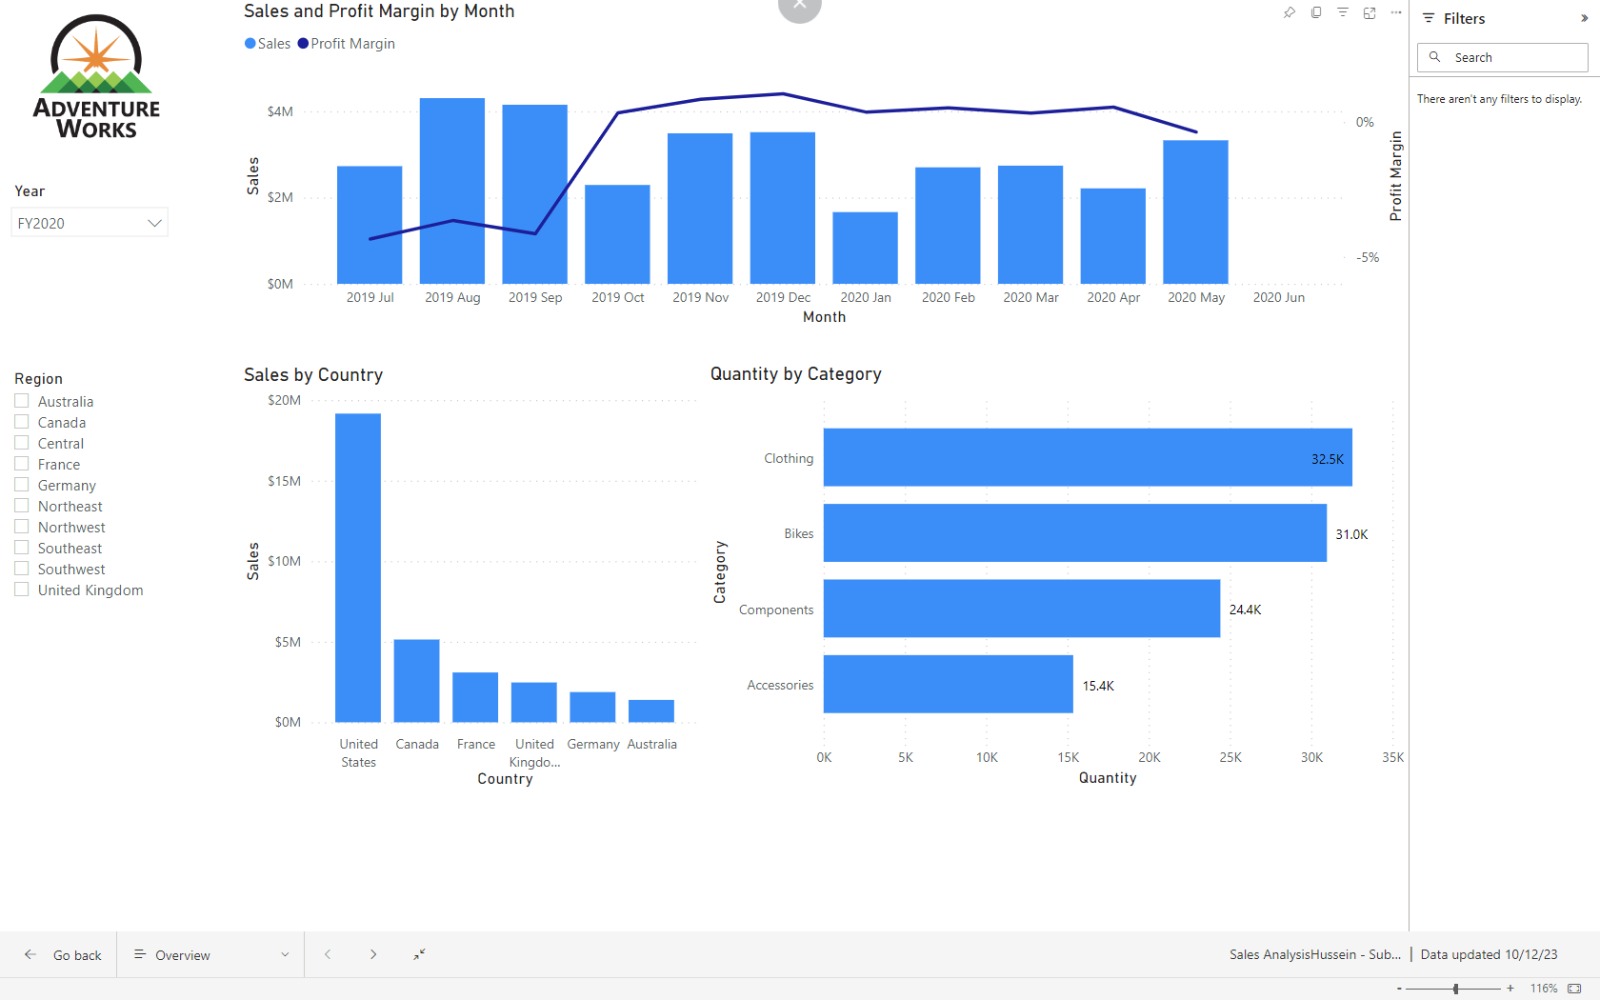 ADVENTURE
WORKS
Year
FY2020
Region
Australia
Canada
Central
France
Germany
Northeast
Northwest
Southeast
Southwest
United Kingdom
Sales and Profit Margin by Month
Sales Profit Margin
Sales
$4M
$2M
$0M
0%
-5%
Profit Margin
2019 Jul 2019 Aug 2019 Sep 2019 Oct 2019 Nov 2019 Dec 2020 Jan 2020 Feb 2020 Mar 2020 Apr 2020 May 2020 Jun
Month
Sales by Country
Sales
$20M
$15M
$10M
$5M
$0M
United States Canada France United Kingdo... Germany Australia
Country
Quantity by Category
Category
Clothing 32.5K
Bikes 31.0K
Components 24.4K
Accessories 15.4K
0K 5K 10K 15K 20K 25K 30K 35K
Quantity
Filters
Search
There aren't any filters to display.
Go back
Overview
Sales AnalysisHussein - Sub... | Data updated 10/12/23
- + 116%